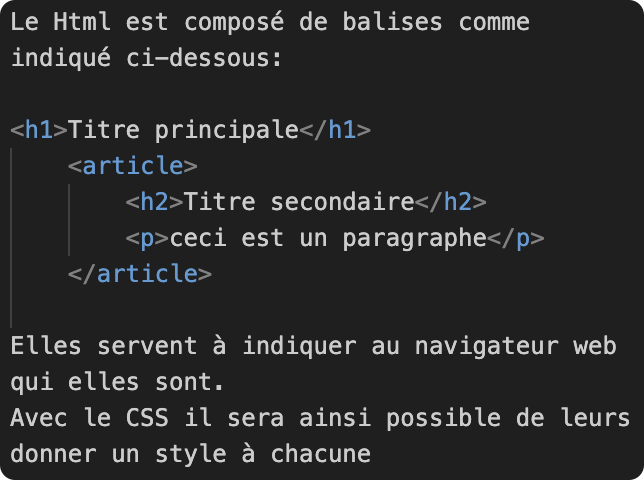 Le Html est composé de balises comme
indiqué ci-dessous:
<h1>Titre principale</h1>
<article>
<h2>Titre secondaire</h2>
<p>ceci est un paragraphe</p>
</article>
Elles servent à indiquer au navigateur web
qui elles sont.
Avec le CSS il sera ainsi possible de leurs
donner un style à chacune